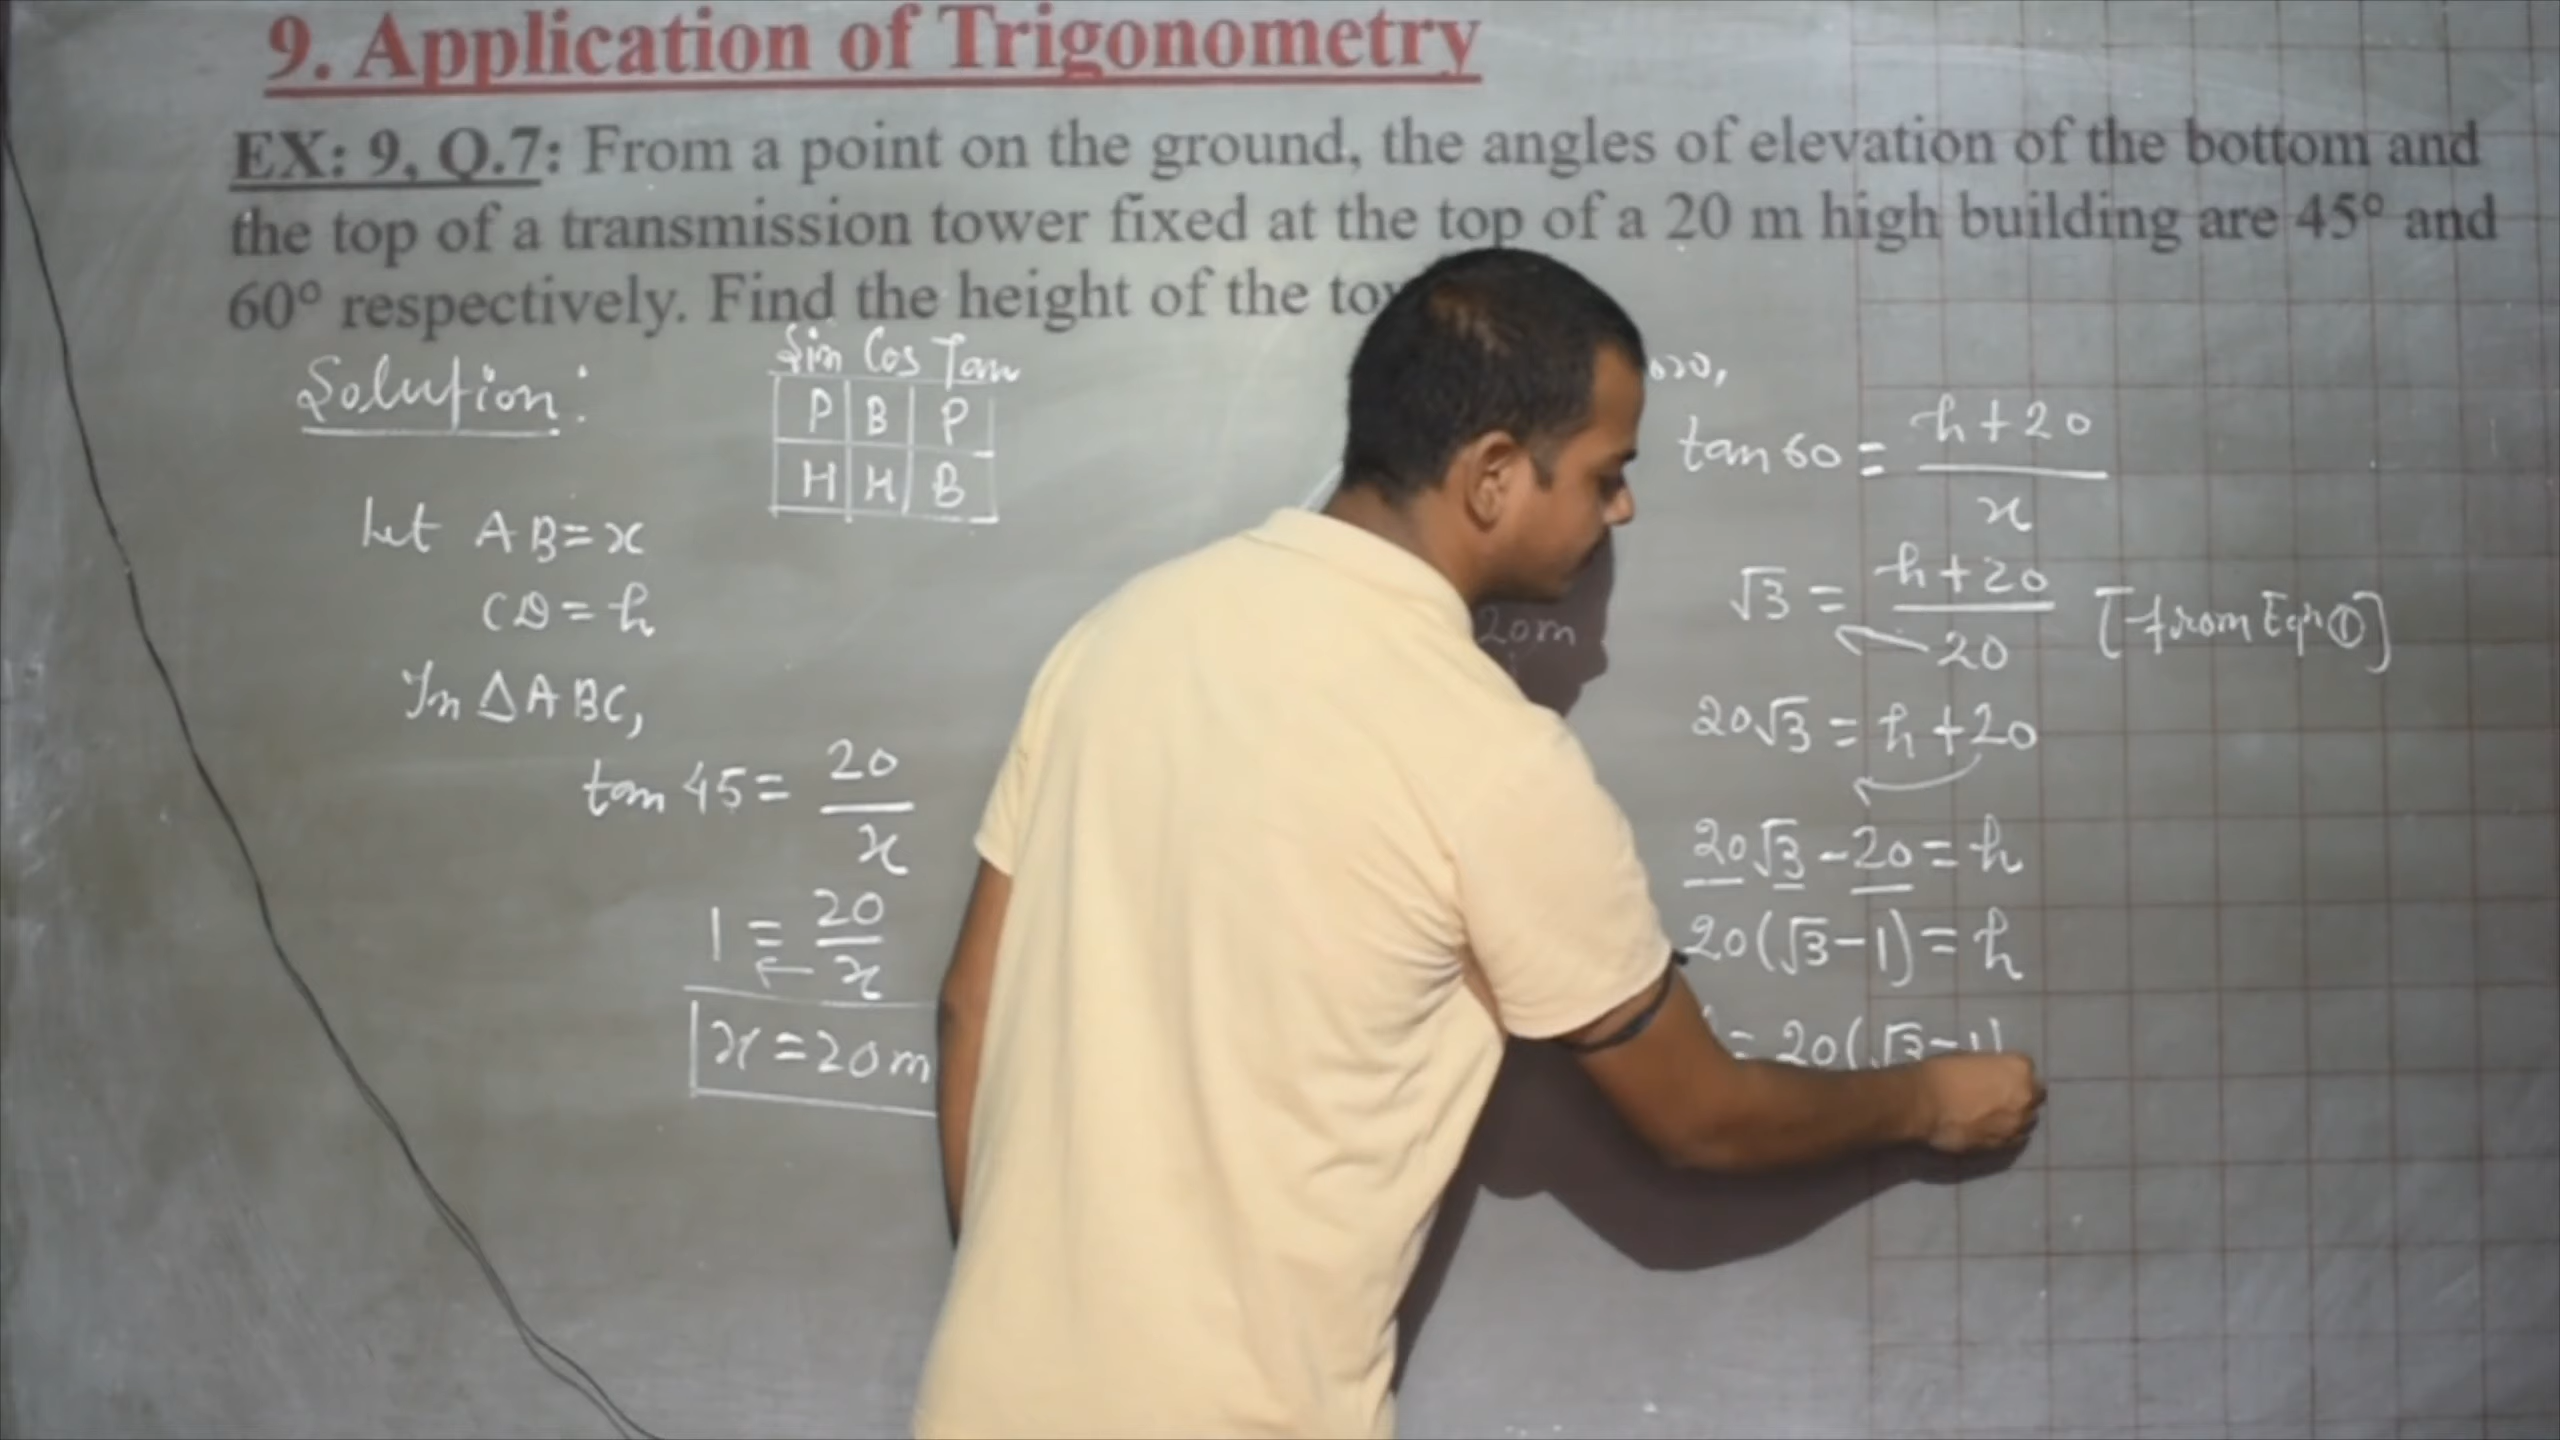 9. Application of Trigonometry
EX: 9, Q.7: From a point on the ground, the angles of elevation of the bottom and
the top of a transmission tower fixed at the top of a 20 m high building are 45° and
60° respectively. Find the height of the
Solution:
Sin Cos Tan
P B P
H H B
Let AB = x
CD = h
In ΔABC,
tan 45 = 20/x
1 = 20/x
x = 20m
20m
tan 60 = h+20/x
√3 = h+20/20 [from Eqn ①]
20√3 = h+20
20√3 - 20 = h
20(√3-1) = h
= 20(√3-1)